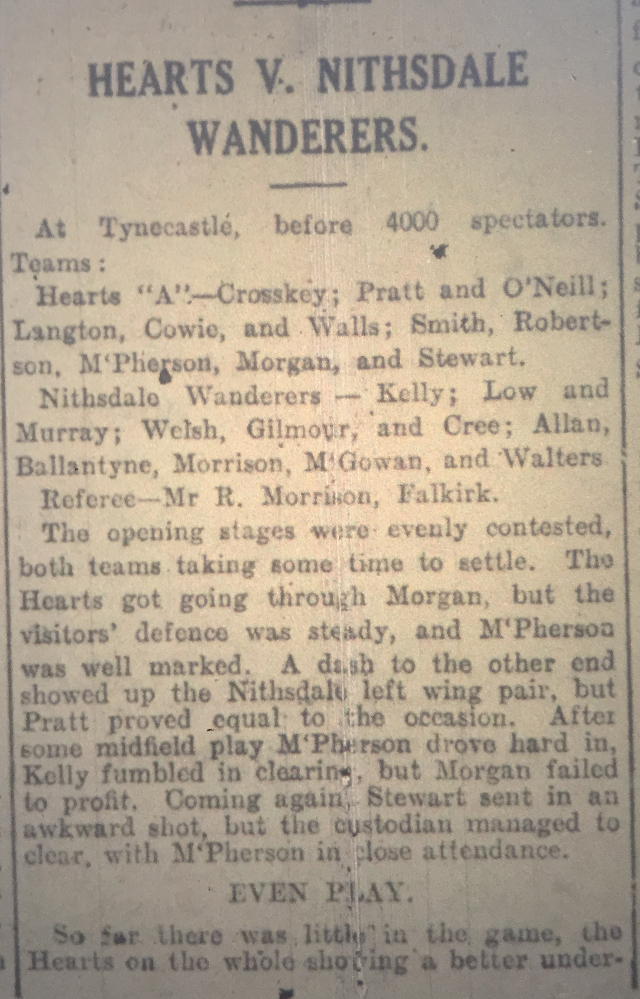 HEARTS V. NITHSDALE
WANDERERS.
At Tynecastle, before 4000 spectators.
Teams:
Hearts "A".—Crosskey; Pratt and O'Neill;
Langton, Cowie, and Walls; Smith, Robert-
son, M'Pherson, Morgan, and Stewart.
Nithsdale Wanderers — Kelly; Low and
Murray; Welsh, Gilmour, and Cree; Allan,
Ballantyne, Morrison, M'Gowan, and Walters
Referee—Mr R. Morrison, Falkirk.
The opening stages were evenly contested,
both teams taking some time to settle. The
Hearts got going through Morgan, but the
visitors' defence was steady, and M'Pherson
was well marked. A dash to the other end
showed up the Nithsdale left wing pair, but
Pratt proved equal to the occasion. After
some midfield play M'Pherson drove hard in,
Kelly fumbled in clearing, but Morgan failed
to profit. Coming again, Stewart sent in an
awkward shot, but the custodian managed to
clear, with M'Pherson in close attendance.
EVEN PLAY.
So far there was little in the game, the
Hearts on the whole showing a better under-